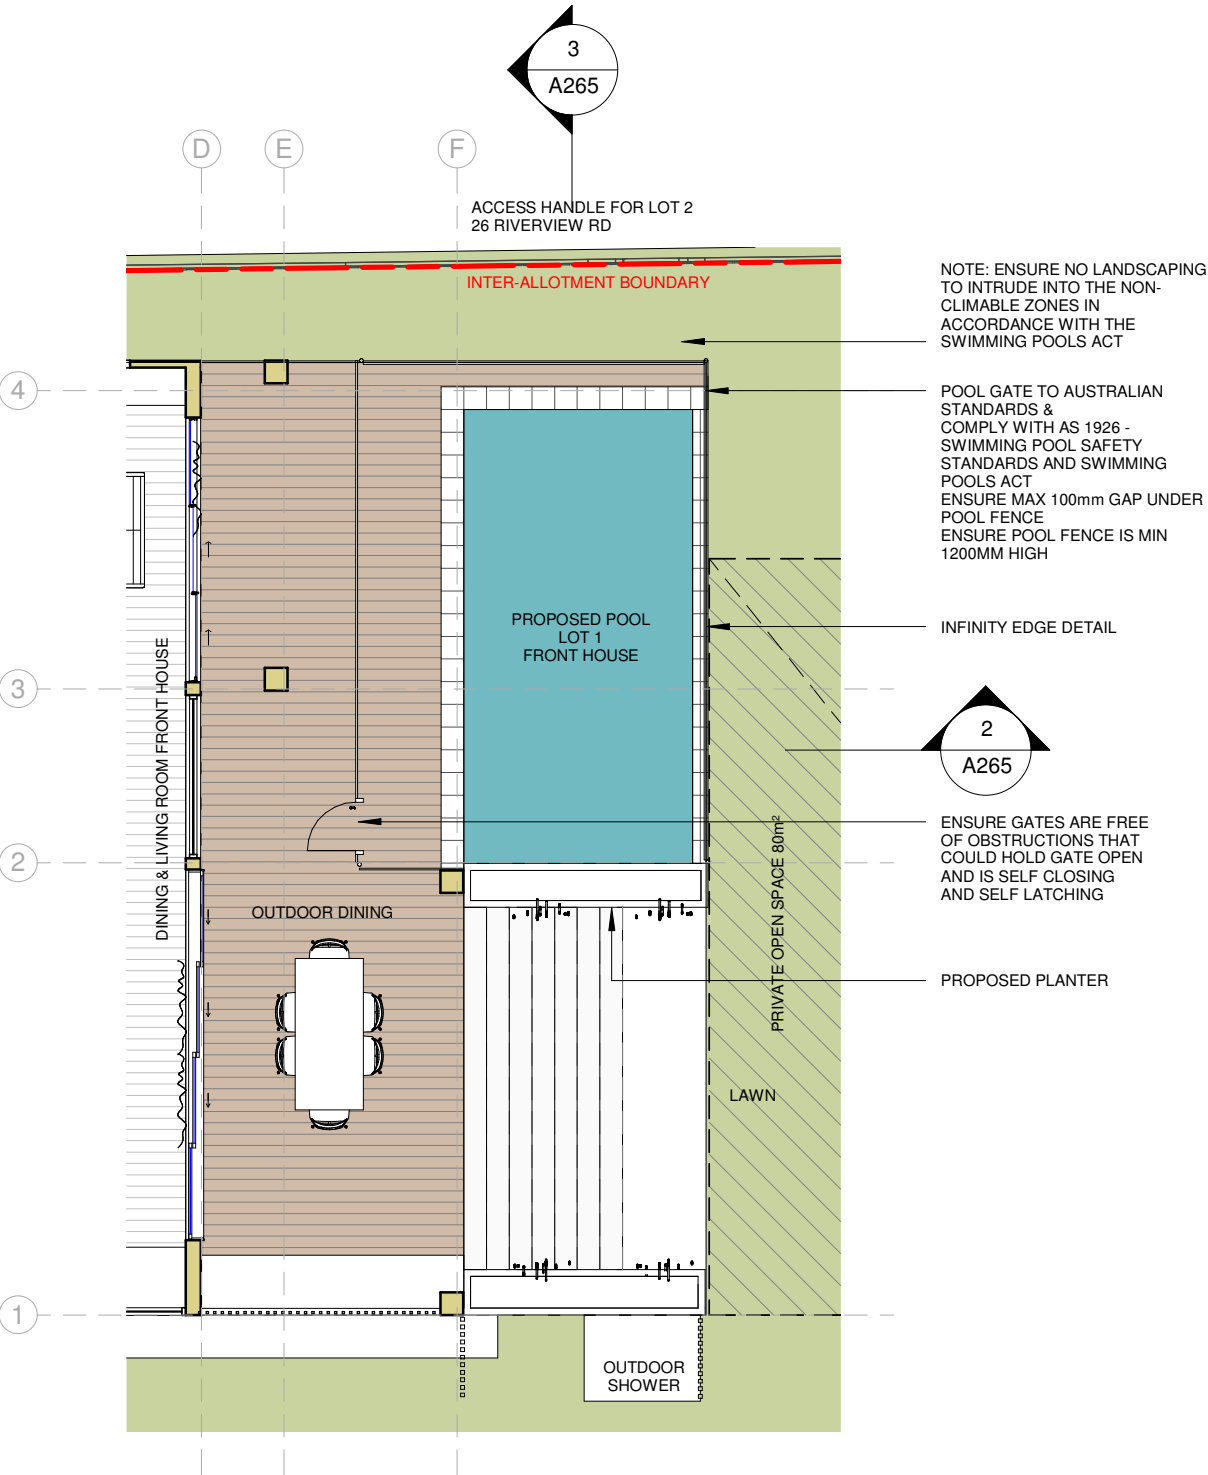 3
A265
D
E
F
ACCESS HANDLE FOR LOT 2
26 RIVERVIEW RD
INTER-ALLOTMENT BOUNDARY
NOTE: ENSURE NO LANDSCAPING
TO INTRUDE INTO THE NON-
CLIMABLE ZONES IN
ACCORDANCE WITH THE
SWIMMING POOLS ACT
4
POOL GATE TO AUSTRALIAN
STANDARDS &
COMPLY WITH AS 1926 -
SWIMMING POOL SAFETY
STANDARDS AND SWIMMING
POOLS ACT
ENSURE MAX 100mm GAP UNDER
POOL FENCE
ENSURE POOL FENCE IS MIN
1200MM HIGH
PROPOSED POOL
LOT 1
FRONT HOUSE
INFINITY EDGE DETAIL
DINING & LIVING ROOM FRONT HOUSE
3
2
A265
ENSURE GATES ARE FREE
OF OBSTRUCTIONS THAT
COULD HOLD GATE OPEN
AND IS SELF CLOSING
AND SELF LATCHING
2
OUTDOOR DINING
PRIVATE OPEN SPACE 80m²
PROPOSED PLANTER
LAWN
1
OUTDOOR
SHOWER